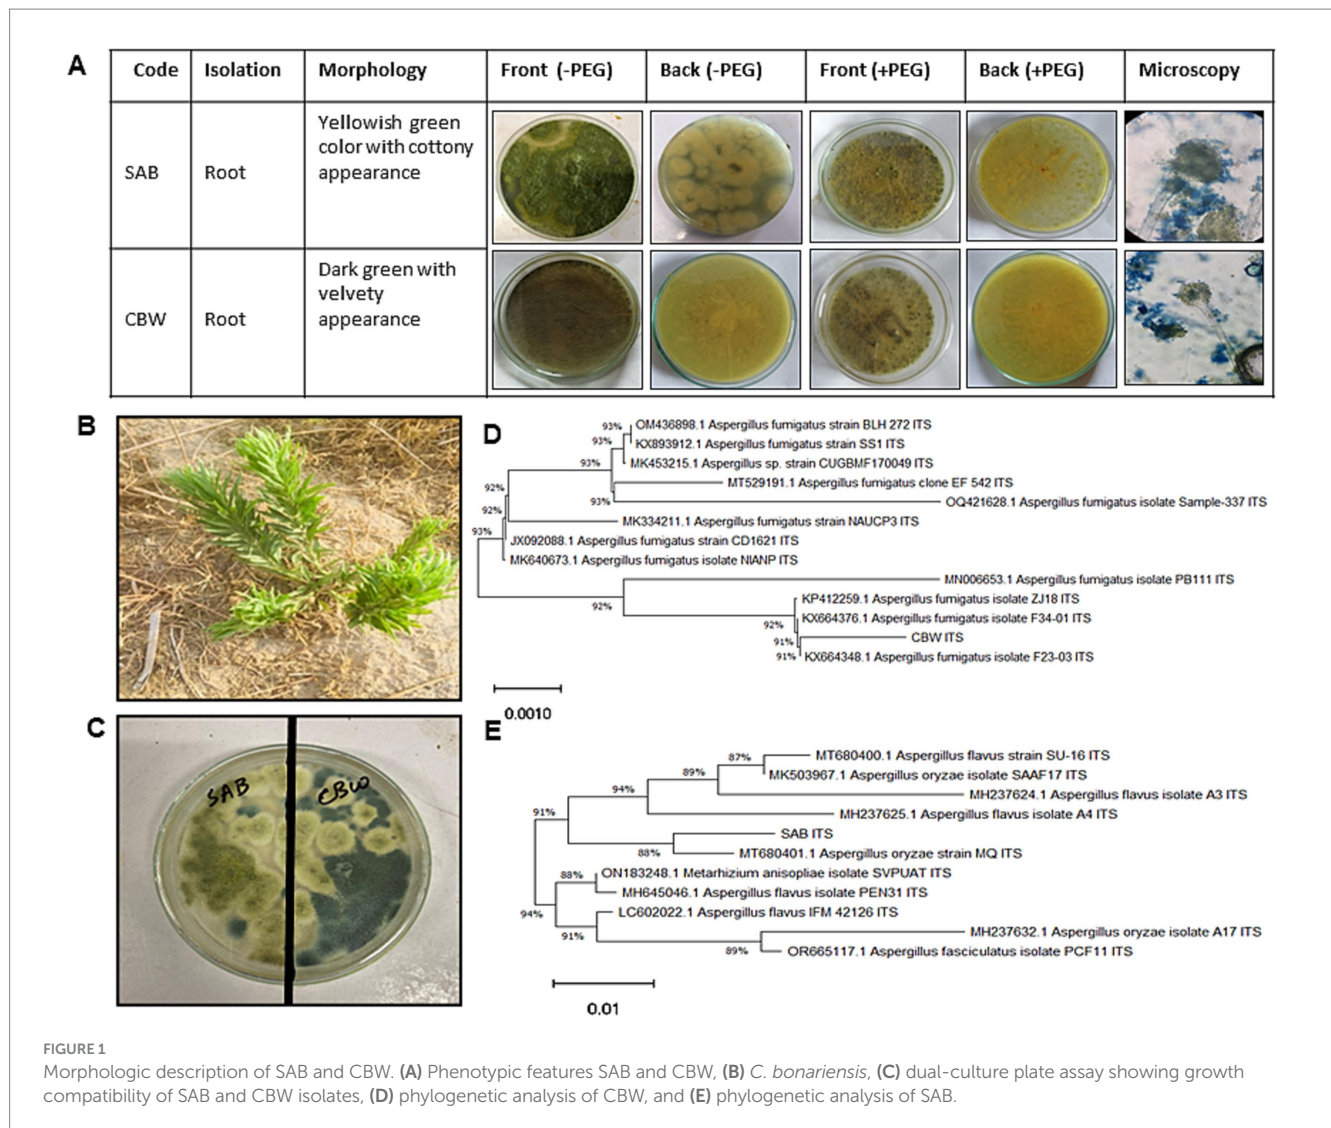 A
Code Isolation Morphology Front (-PEG) Back (-PEG) Front (+PEG) Back (+PEG) Microscopy
SAB Root Yellowish green
color with cottony
appearance
CBW Root Dark green with
velvety
appearance
B
C
SAB CBW
D
93% OM436898.1 Aspergillus fumigatus strain BLH 272 ITS
93% KX893912.1 Aspergillus fumigatus strain SS1 ITS
93% MK453215.1 Aspergillus sp. strain CUGBMF170049 ITS
MT529191.1 Aspergillus fumigatus clone EF 542 ITS
93% OQ421628.1 Aspergillus fumigatus isolate Sample-337 ITS
92%
92% MK334211.1 Aspergillus fumigatus strain NAUCP3 ITS
93% JX092088.1 Aspergillus fumigatus strain CD1621 ITS
MK640673.1 Aspergillus fumigatus isolate NIANP ITS
MN006653.1 Aspergillus fumigatus isolate PB111 ITS
92% KP412259.1 Aspergillus fumigatus isolate ZJ18 ITS
92% KX664376.1 Aspergillus fumigatus isolate F34-01 ITS
91% CBW ITS
91% KX664348.1 Aspergillus fumigatus isolate F23-03 ITS
0.0010
E
87% MT680400.1 Aspergillus flavus strain SU-16 ITS
89% MK503967.1 Aspergillus oryzae isolate SAAF17 ITS
94% MH237624.1 Aspergillus flavus isolate A3 ITS
91% MH237625.1 Aspergillus flavus isolate A4 ITS
SAB ITS
88% MT680401.1 Aspergillus oryzae strain MQ ITS
88% ON183248.1 Metarhizium anisopliae isolate SVPUAT ITS
MH645046.1 Aspergillus flavus isolate PEN31 ITS
94% LC602022.1 Aspergillus flavus IFM 42126 ITS
91% MH237632.1 Aspergillus oryzae isolate A17 ITS
89% OR665117.1 Aspergillus fasciculatus isolate PCF11 ITS
0.01
FIGURE 1
Morphologic description of SAB and CBW. (A) Phenotypic features SAB and CBW, (B) C. bonariensis, (C) dual-culture plate assay showing growth
compatibility of SAB and CBW isolates, (D) phylogenetic analysis of CBW, and (E) phylogenetic analysis of SAB.